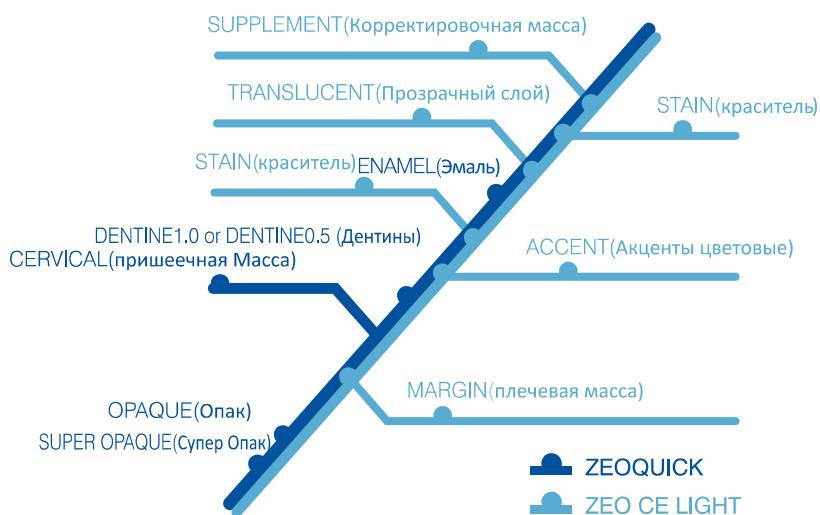 SUPPLEMENT(Корректировочная масса)
TRANSLUCENT(Прозрачный слой)
STAIN(краситель)
STAIN(краситель)
ENAMEL(Эмаль)
DENTINE1.0 or DENTINE0.5 (Дентины)
ACCENT(Акценты цветовые)
CERVICAL(пришеечная Масса)
MARGIN(плечевая масса)
OPAQUE(Опак)
SUPER OPAQUE(Супер Опак)
ZEOQUICK
ZEO CE LIGHT